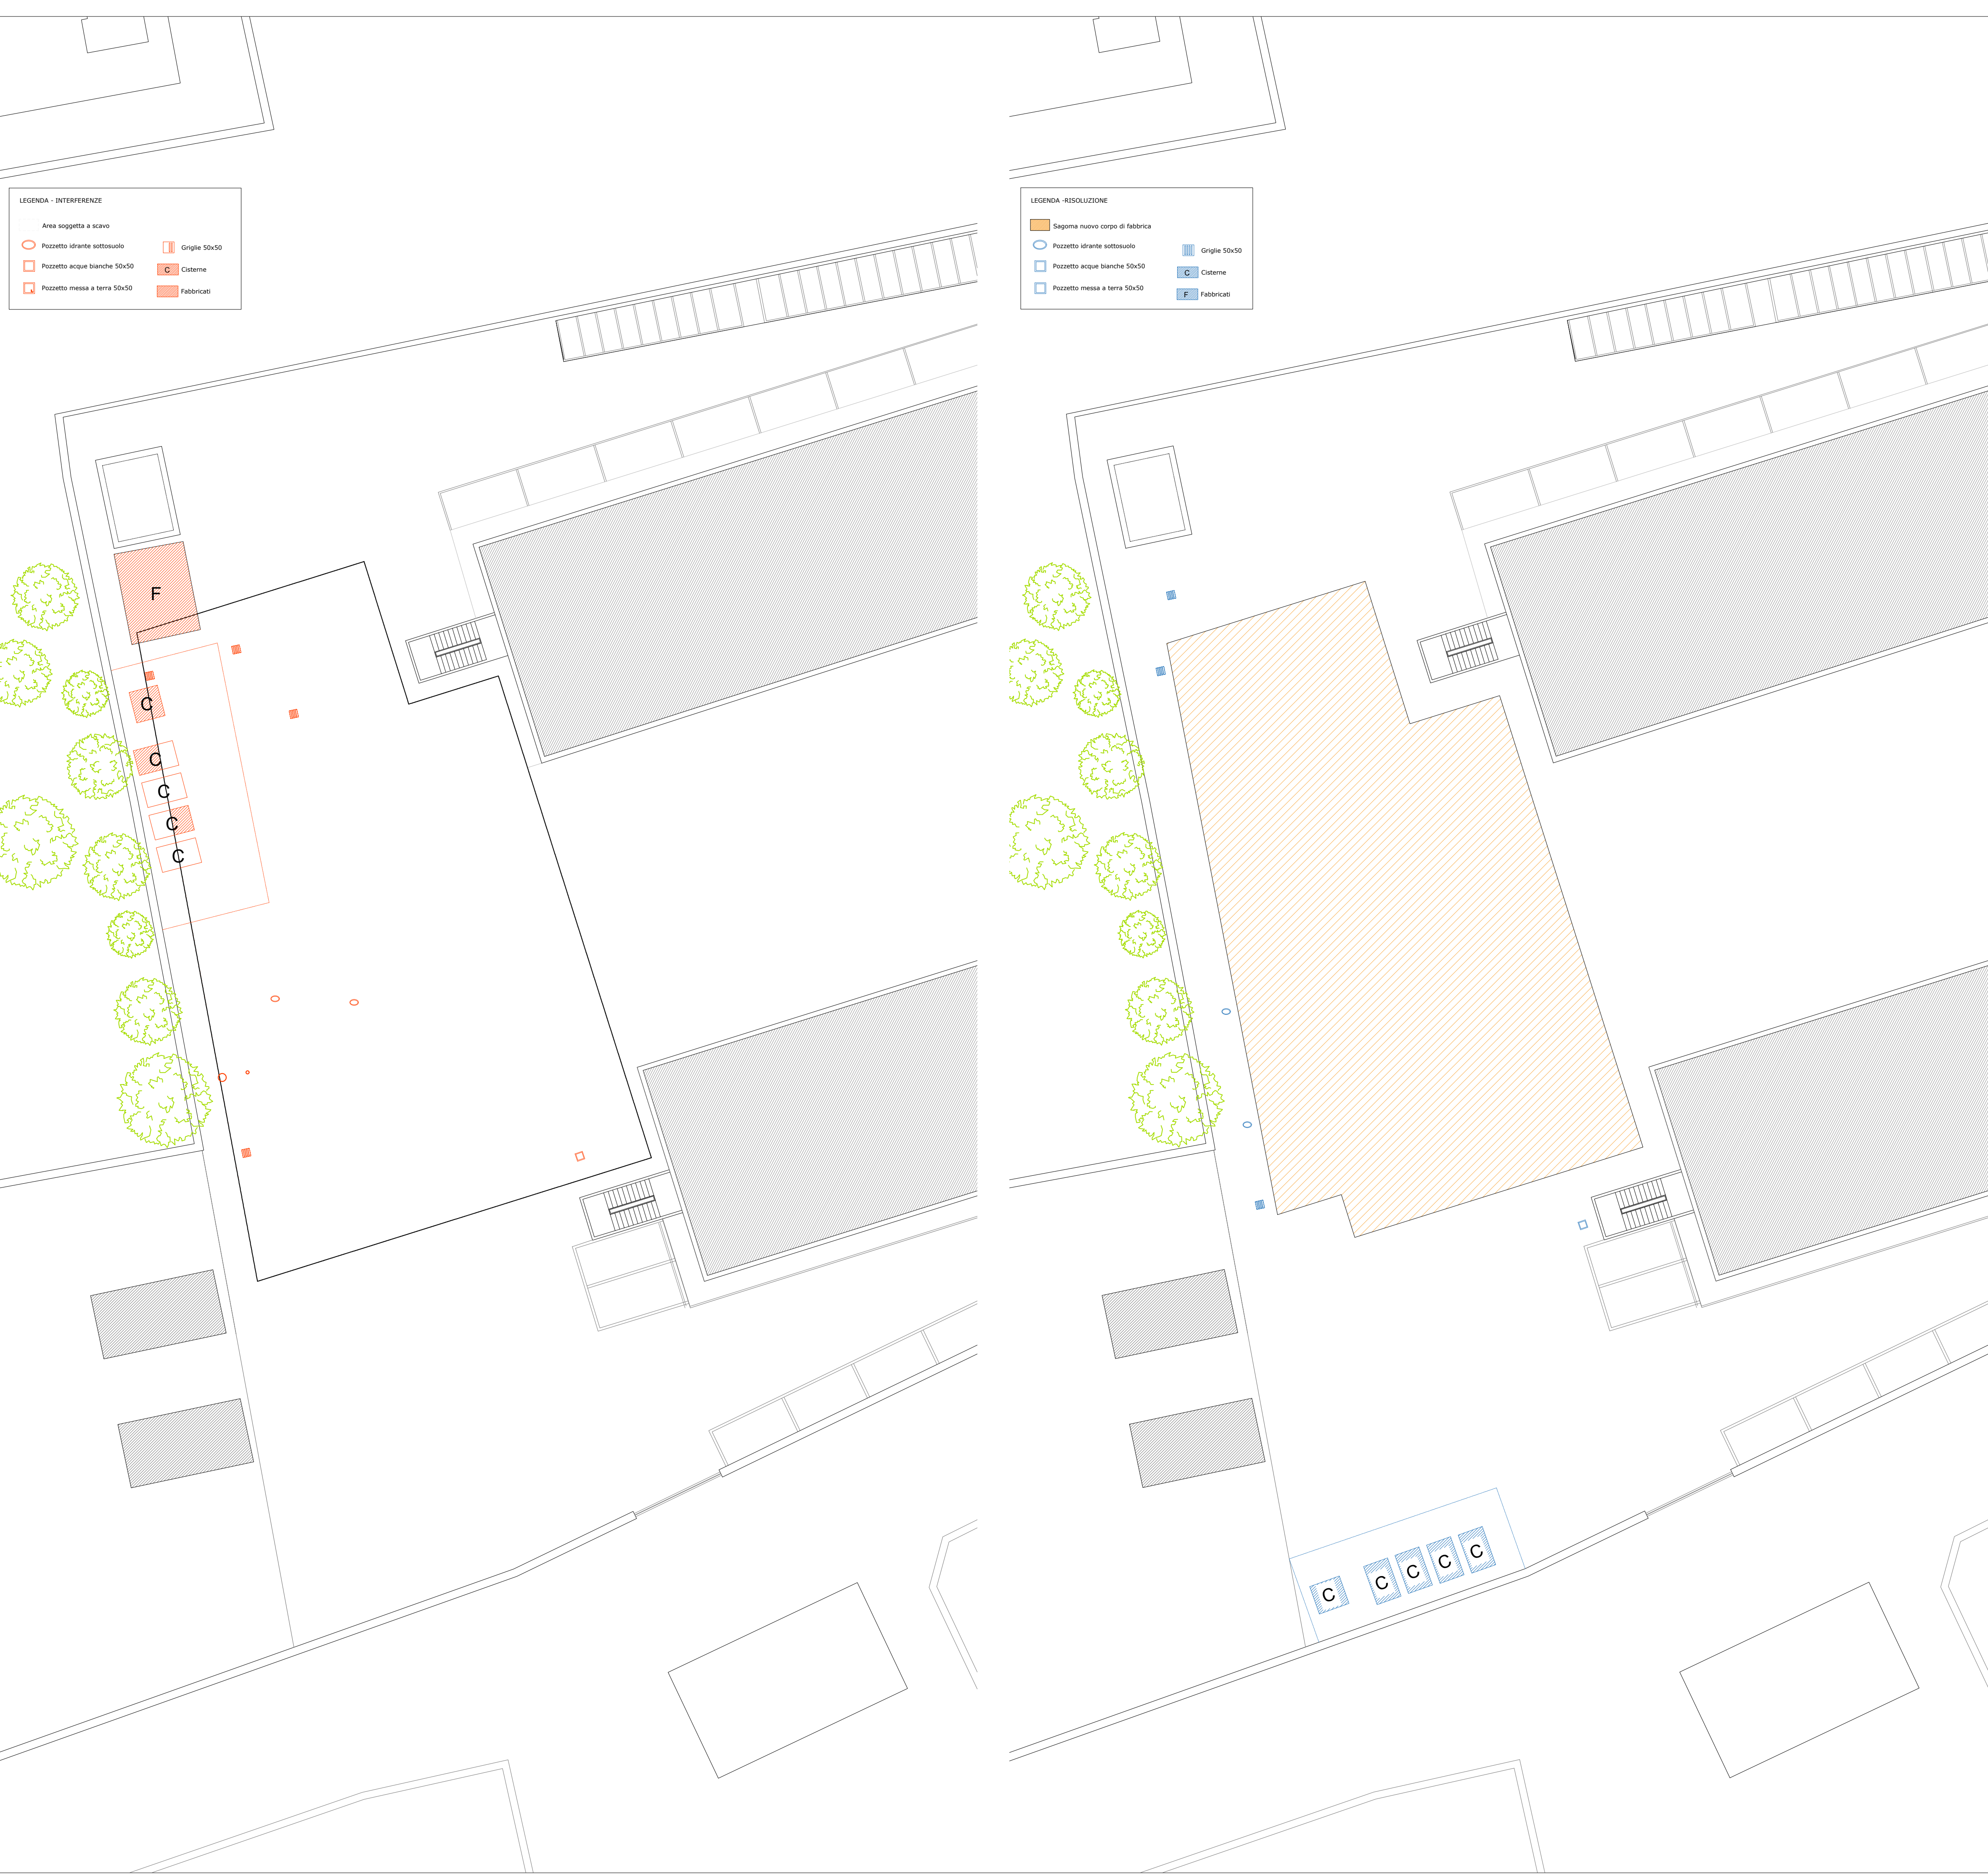 LEGENDA - INTERFERENZE
Area soggetta a scavo
Pozzetto idrante sottosuolo
Pozzetto acque bianche 50x50
Pozzetto messa a terra 50x50
Griglie 50x50
C Cisterne
Fabbricati
F
C
C
C
C
C
LEGENDA -RISOLUZIONE
Sagoma nuovo corpo di fabbrica
Pozzetto idrante sottosuolo
Pozzetto acque bianche 50x50
Pozzetto messa a terra 50x50
Griglie 50x50
C Cisterne
F Fabbricati
C C C C C